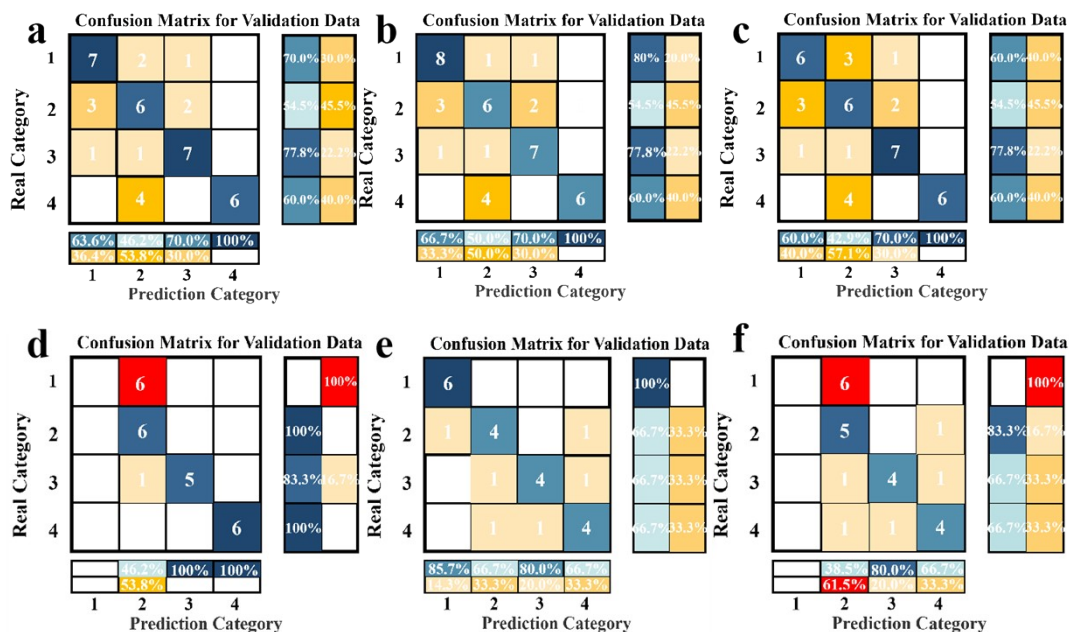 a
Confusion Matrix for Validation Data
Real Category
1 7 2 1 70.0% 30.0%
2 3 6 2 54.5% 45.5%
3 1 1 7 77.8% 22.2%
4 4 6 60.0% 40.0%
63.6% 46.2% 70.0% 100%
36.4% 53.8% 30.0%
1 2 3 4
Prediction Category
b
Confusion Matrix for Validation Data
Real Category
1 8 1 1 80% 20.0%
2 3 6 2 54.5% 45.5%
3 1 1 7 77.8% 22.2%
4 4 6 60.0% 40.0%
66.7% 50.0% 70.0% 100%
33.3% 50.0% 30.0%
1 2 3 4
Prediction Category
c
Confusion Matrix for Validation Data
Real Category
1 6 3 1 60.0% 40.0%
2 3 6 2 54.5% 45.5%
3 1 1 7 77.8% 22.2%
4 4 6 60.0% 40.0%
60.0% 42.9% 70.0% 100%
40.0% 57.1% 30.0%
1 2 3 4
Prediction Category
d
Confusion Matrix for Validation Data
Real Category
1 6 100%
2 6 100%
3 1 5 83.3% 16.7%
4 6 100%
46.2% 100% 100%
53.8%
1 2 3 4
Prediction Category
e
Confusion Matrix for Validation Data
Real Category
1 6 100%
2 1 4 1 66.7% 33.3%
3 1 4 1 66.7% 33.3%
4 1 1 4 66.7% 33.3%
85.7% 66.7% 80.0% 66.7%
14.3% 33.3% 20.0% 33.3%
1 2 3 4
Prediction Category
f
Confusion Matrix for Validation Data
Real Category
1 6 100%
2 5 1 83.3% 16.7%
3 1 4 1 66.7% 33.3%
4 1 1 4 66.7% 33.3%
38.5% 80.0% 66.7%
61.5% 20.0% 33.3%
1 2 3 4
Prediction Category